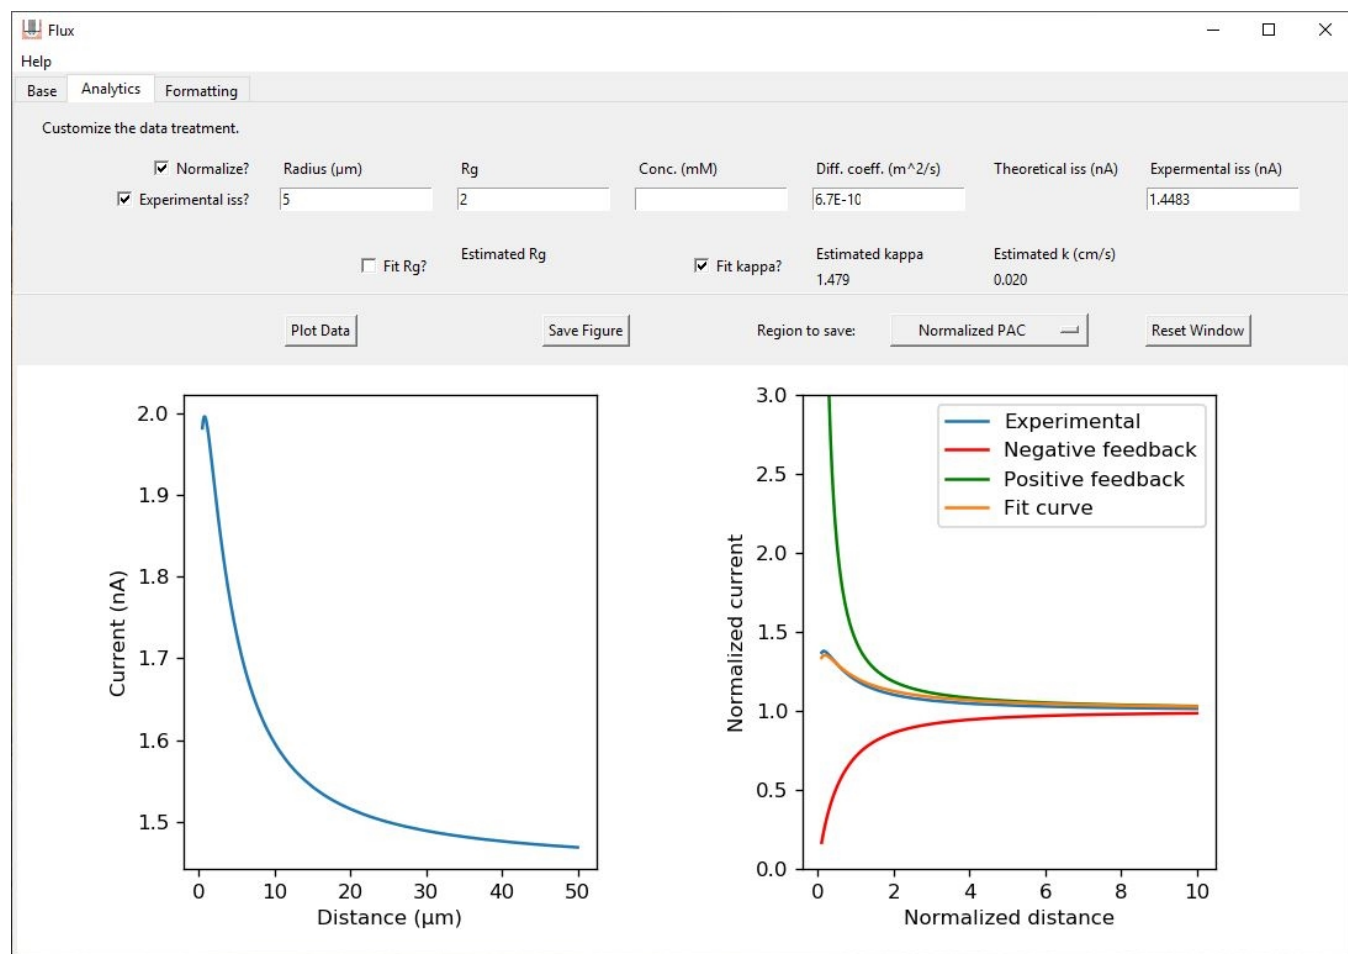 Flux
Help
Base Analytics Formatting
Customize the data treatment.
Normalize? Radius (μm) Rg Conc. (mM) Diff. coeff. (m^2/s) Theoretical iss (nA) Expermental iss (nA)
Experimental iss? 5 2 6.7E-10 1.4483
Fit Rg? Estimated Rg Fit kappa? Estimated kappa Estimated k (cm/s)
1.479 0.020
Plot Data Save Figure Region to save: Normalized PAC Reset Window
Current (nA)
2.0
1.9
1.8
1.7
1.6
1.5
0 10 20 30 40 50
Distance (μm)
Normalized current
3.0
2.5
2.0
1.5
1.0
0.5
0.0
Experimental
Negative feedback
Positive feedback
Fit curve
0 2 4 6 8 10
Normalized distance